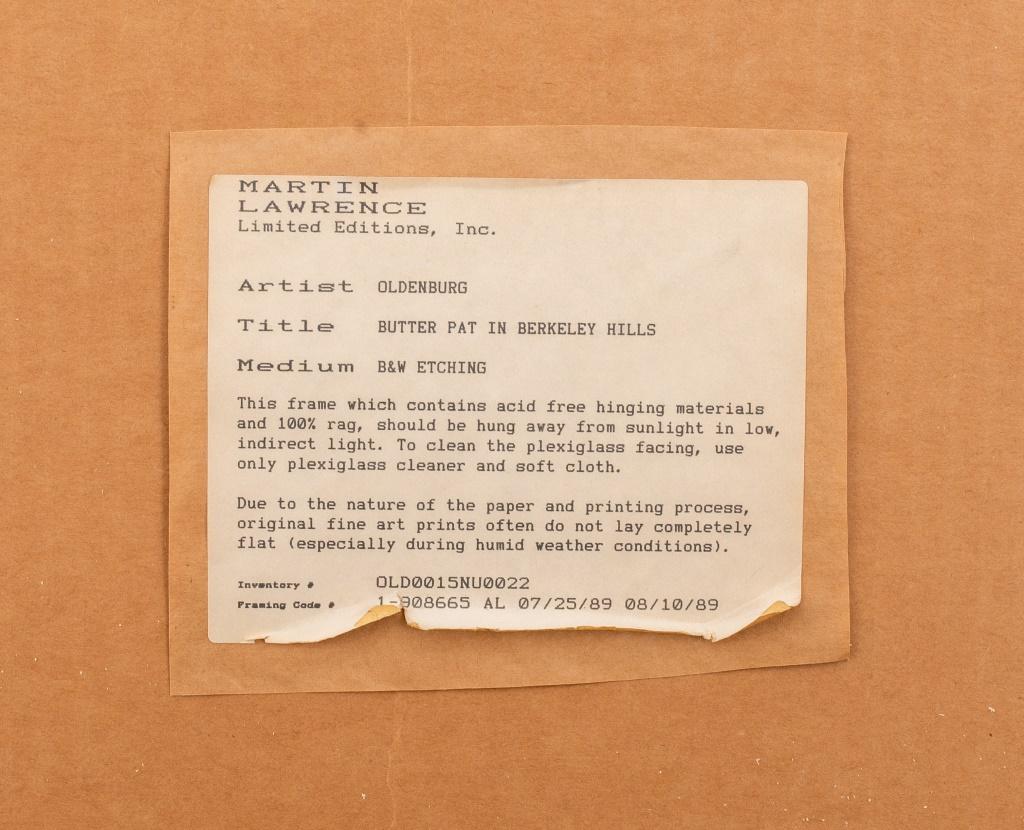 MARTIN
LAWRENCE
Limited Editions, Inc.
Artist OLDENBURG
Title BUTTER PAT IN BERKELEY HILLS
Medium B&W ETCHING
This frame which contains acid free hinging materials
and 100% rag, should be hung away from sunlight in low,
indirect light. To clean the plexiglass facing, use
only plexiglass cleaner and soft cloth.
Due to the nature of the paper and printing process,
original fine art prints often do not lay completely
flat (especially during humid weather conditions).
Inventory # OLD0015NU0022
Framing Code # 1-908665 AL 07/25/89 08/10/89